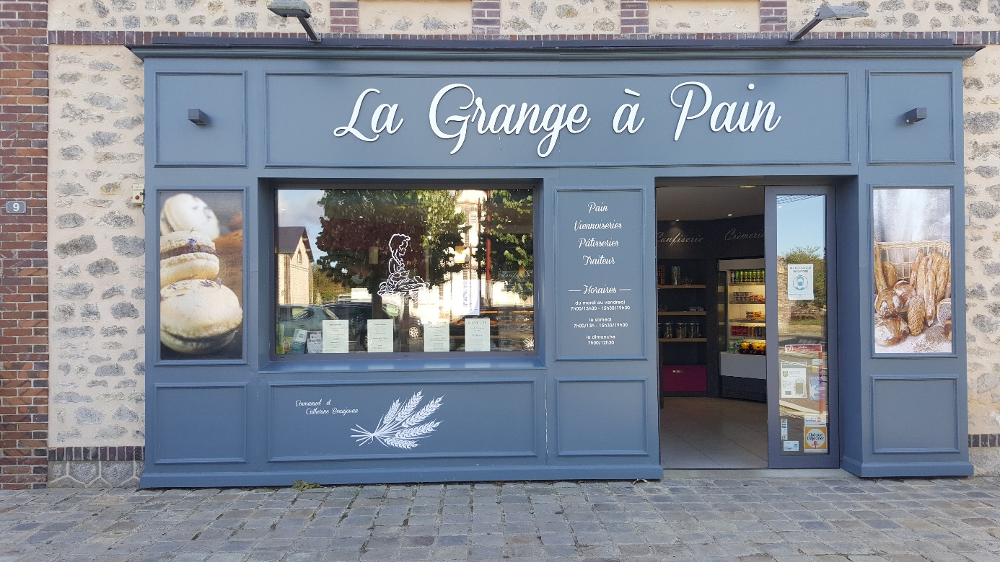 La Grange à Pain
9
Pain
Viennoiseries
Pâtisseries
Traiteur
Horaires
du mardi au vendredi
7h00/13h00 - 15h30/19h30
le samedi
7h00/13h - 15h30/19h00
le dimanche
7h00/12h30
Confiserie
Crèmerie
Emmanuel et
Catherine Beaujouan
Chèque
Déjeuner